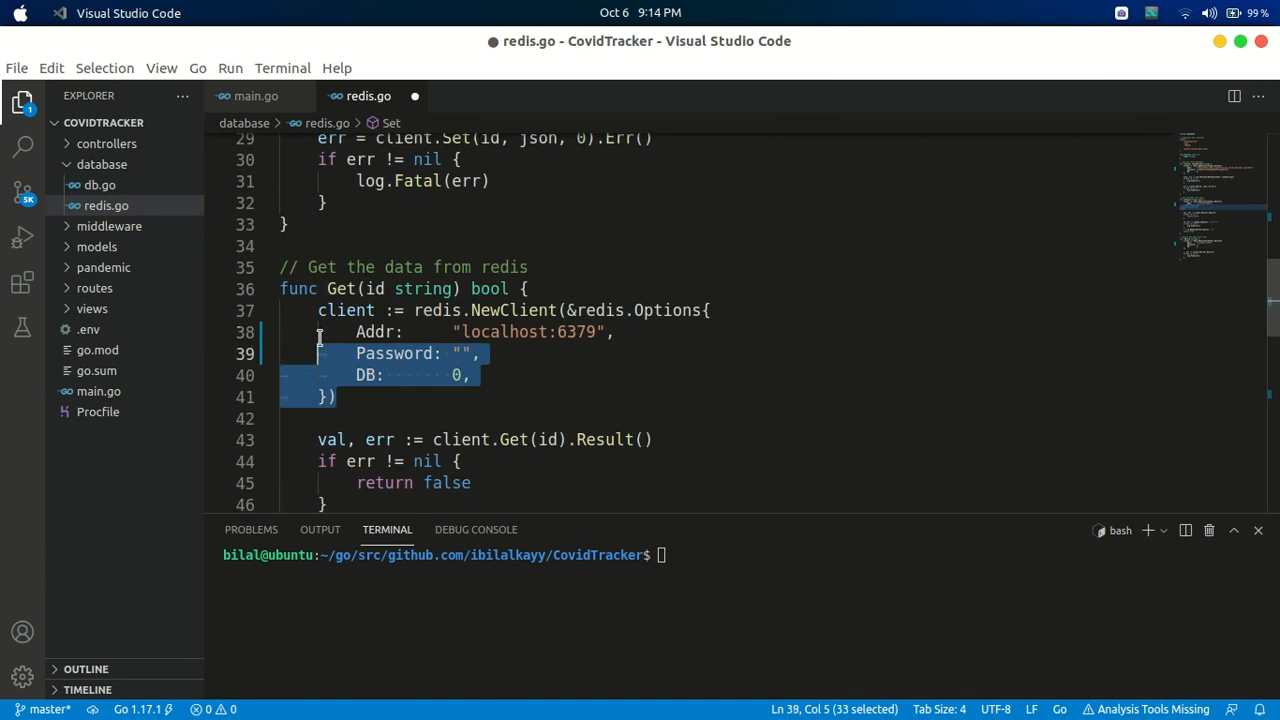 Visual Studio Code
Oct 6 9:14 PM
99 %
● redis.go - CovidTracker - Visual Studio Code
File Edit Selection View Go Run Terminal Help
EXPLORER
main.go
redis.go
COVIDTRACKER
database > redis.go > Set
controllers
database
db.go
redis.go
middleware
models
pandemic
routes
views
.env
go.mod
go.sum
main.go
Procfile
1
5K
29 err = client.Set(id, json, 0).Err()
30 if err != nil {
31 log.Fatal(err)
32 }
33 }
34
35 // Get the data from redis
36 func Get(id string) bool {
37 client := redis.NewClient(&redis.Options{
38 Addr: "localhost:6379",
39 Password: "",
40 DB: 0,
41 })
42
43 val, err := client.Get(id).Result()
44 if err != nil {
45 return false
46 }
PROBLEMS OUTPUT TERMINAL DEBUG CONSOLE
bash
bilal@ubuntu:~/go/src/github.com/ibilalkayy/CovidTracker$
OUTLINE
TIMELINE
master* Go 1.17.1 0 0 Ln 38, Col 5 (33 selected) Tab Size: 4 UTF-8 LF Go Analysis Tools Missing